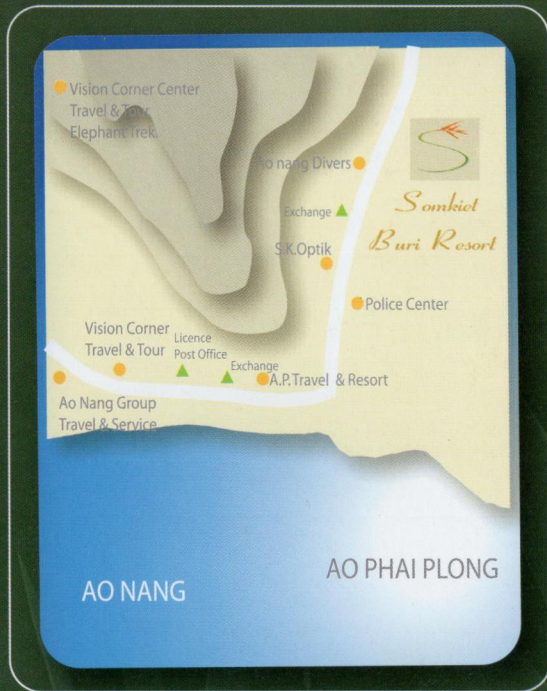 Vision Corner Center
Travel & Tour
Elephant Trek.
Ao nang Divers
Exchange
S.K.Optik
Somkiet
Buri Resort
Police Center
Vision Corner
Travel & Tour
Licence
Post Office
Exchange
A.P.Travel & Resort
Ao Nang Group
Travel & Service
AO PHAI PLONG
AO NANG